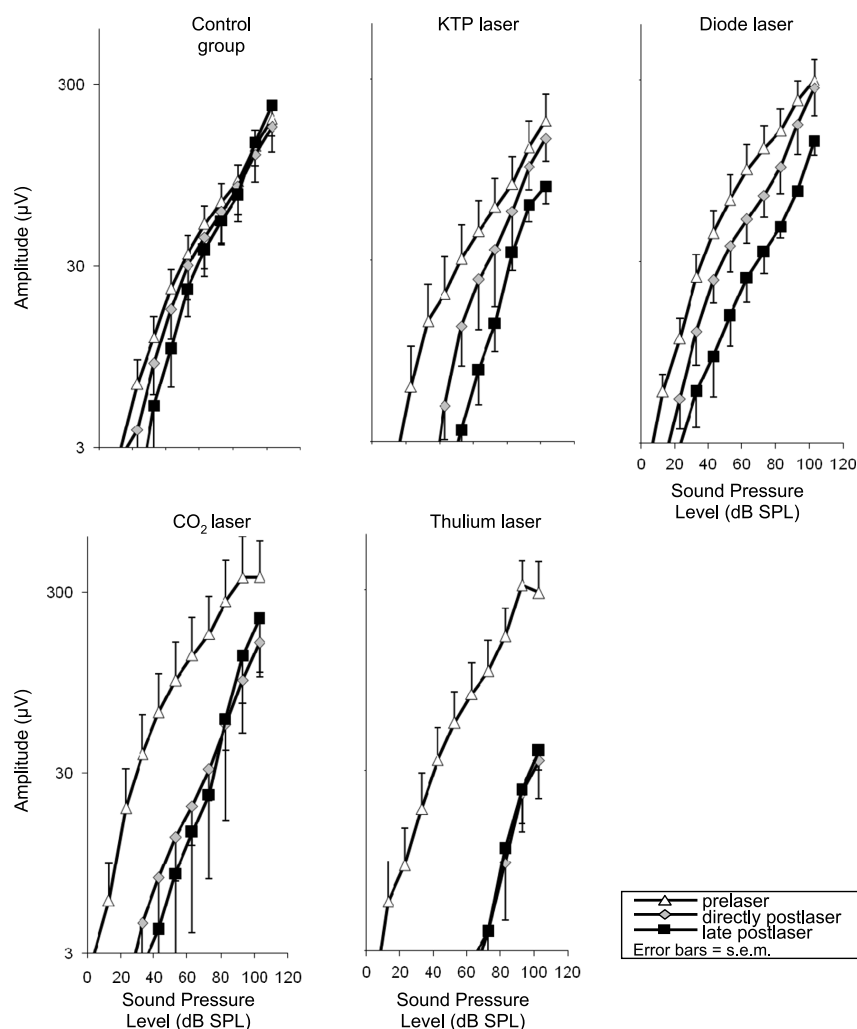 Control
group
KTP laser
Diode laser
300
30
3
Amplitude (µV)
0 20 40 60 80 100 120
Sound Pressure
Level (dB SPL)
CO₂ laser
Thulium laser
300
30
3
Amplitude (µV)
0 20 40 60 80 100 120
Sound Pressure
Level (dB SPL)
0 20 40 60 80 100 120
Sound Pressure
Level (dB SPL)
prelaser
directly postlaser
late postlaser
Error bars = s.e.m.